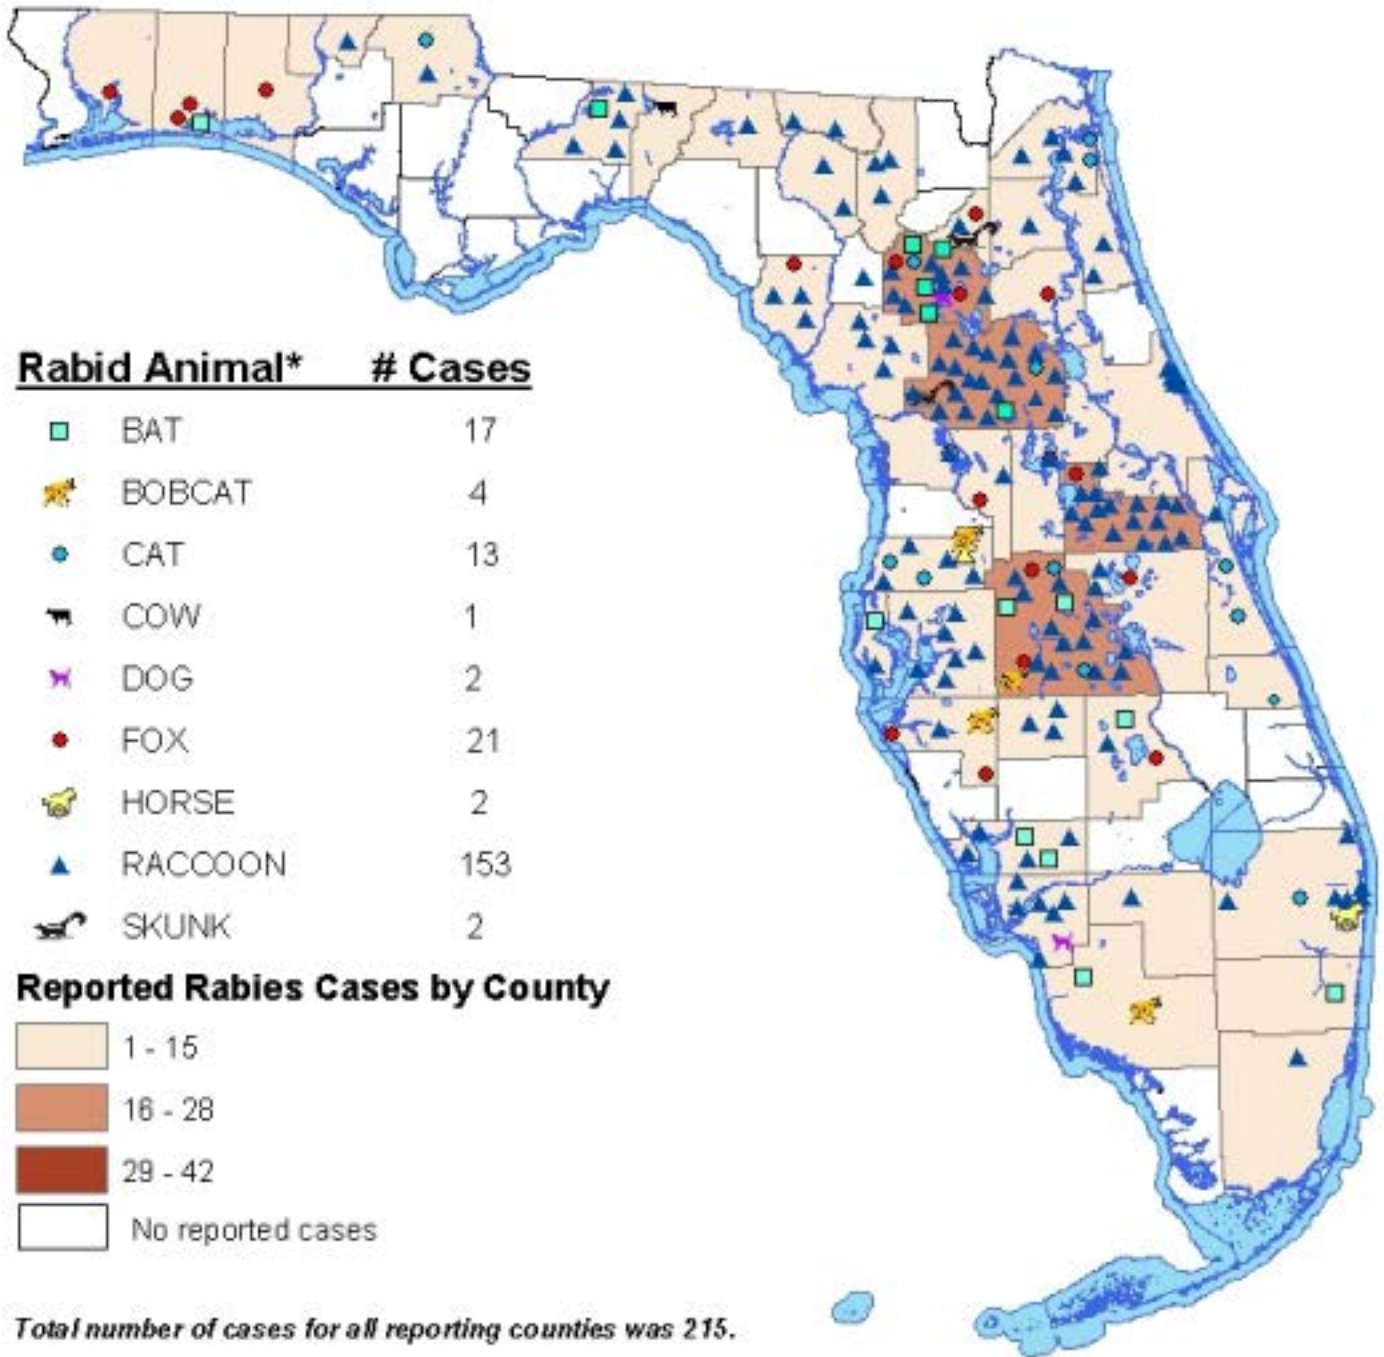 Rabid Animal* # Cases
BAT 17
BOBCAT 4
CAT 13
COW 1
DOG 2
FOX 21
HORSE 2
RACCOON 153
SKUNK 2
Reported Rabies Cases by County
1 - 15
16 - 28
29 - 42
No reported cases
Total number of cases for all reporting counties was 215.